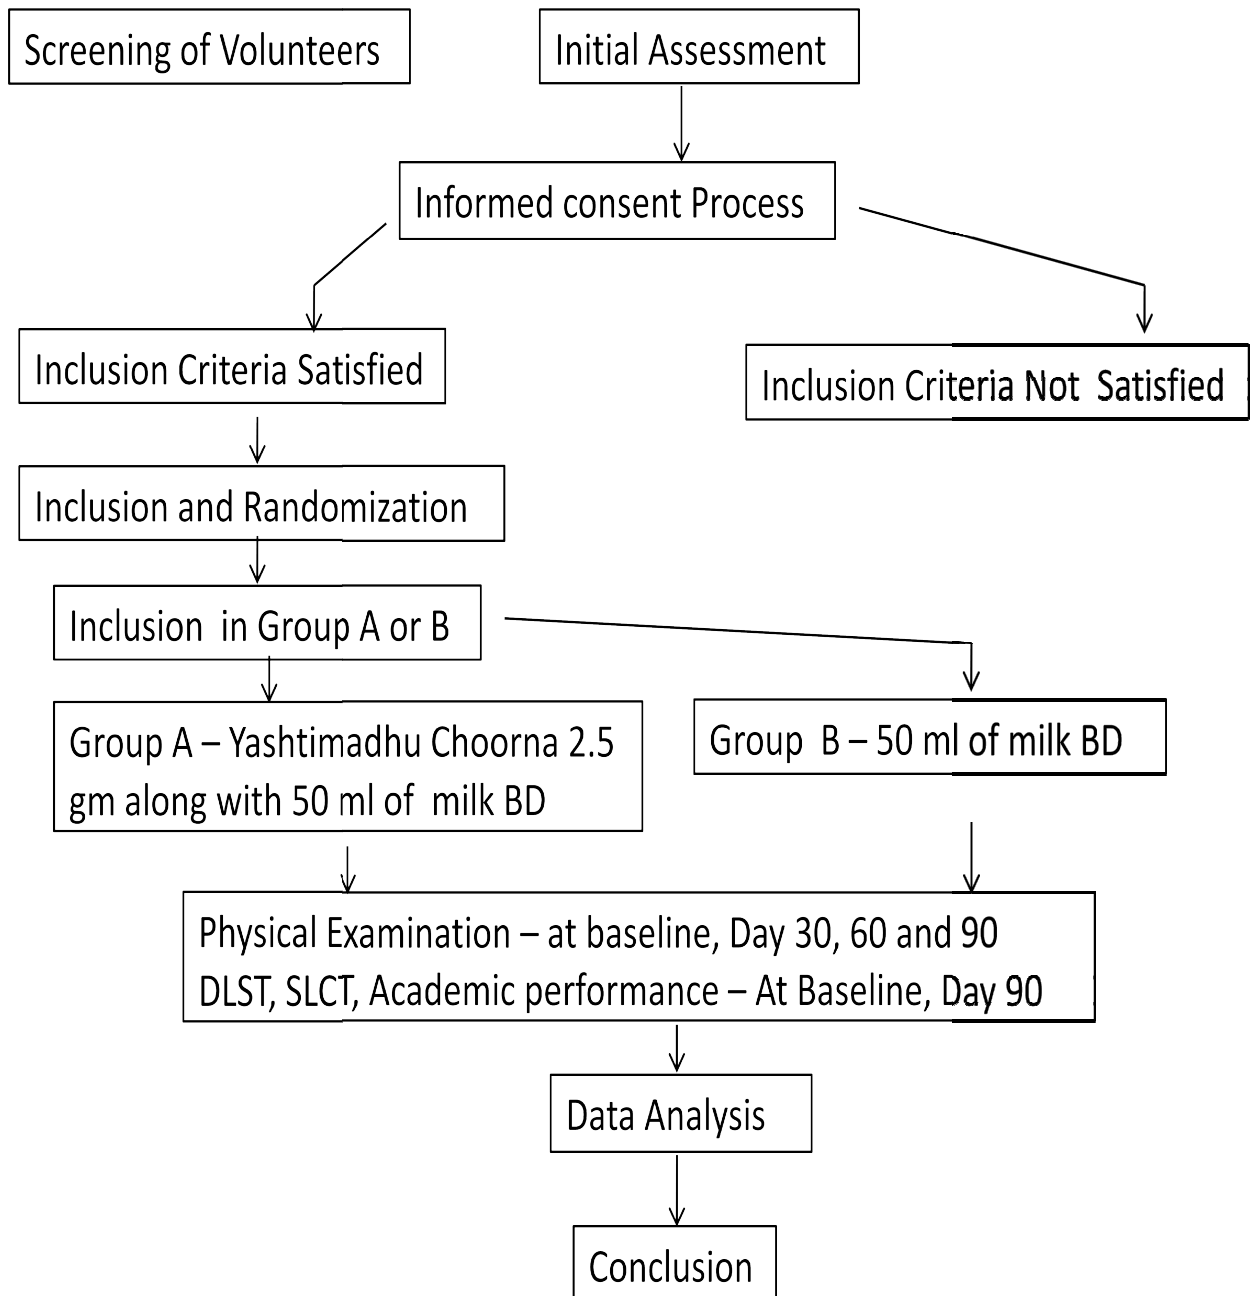 Screening of Volunteers
Initial Assessment
Informed consent Process
Inclusion Criteria Satisfied
Inclusion Criteria Not Satisfied
Inclusion and Randomization
Inclusion in Group A or B
Group A – Yashtimadhu Choorna 2.5
gm along with 50 ml of milk BD
Group B – 50 ml of milk BD
Physical Examination – at baseline, Day 30, 60 and 90
DLST, SLCT, Academic performance – At Baseline, Day 90
Data Analysis
Conclusion